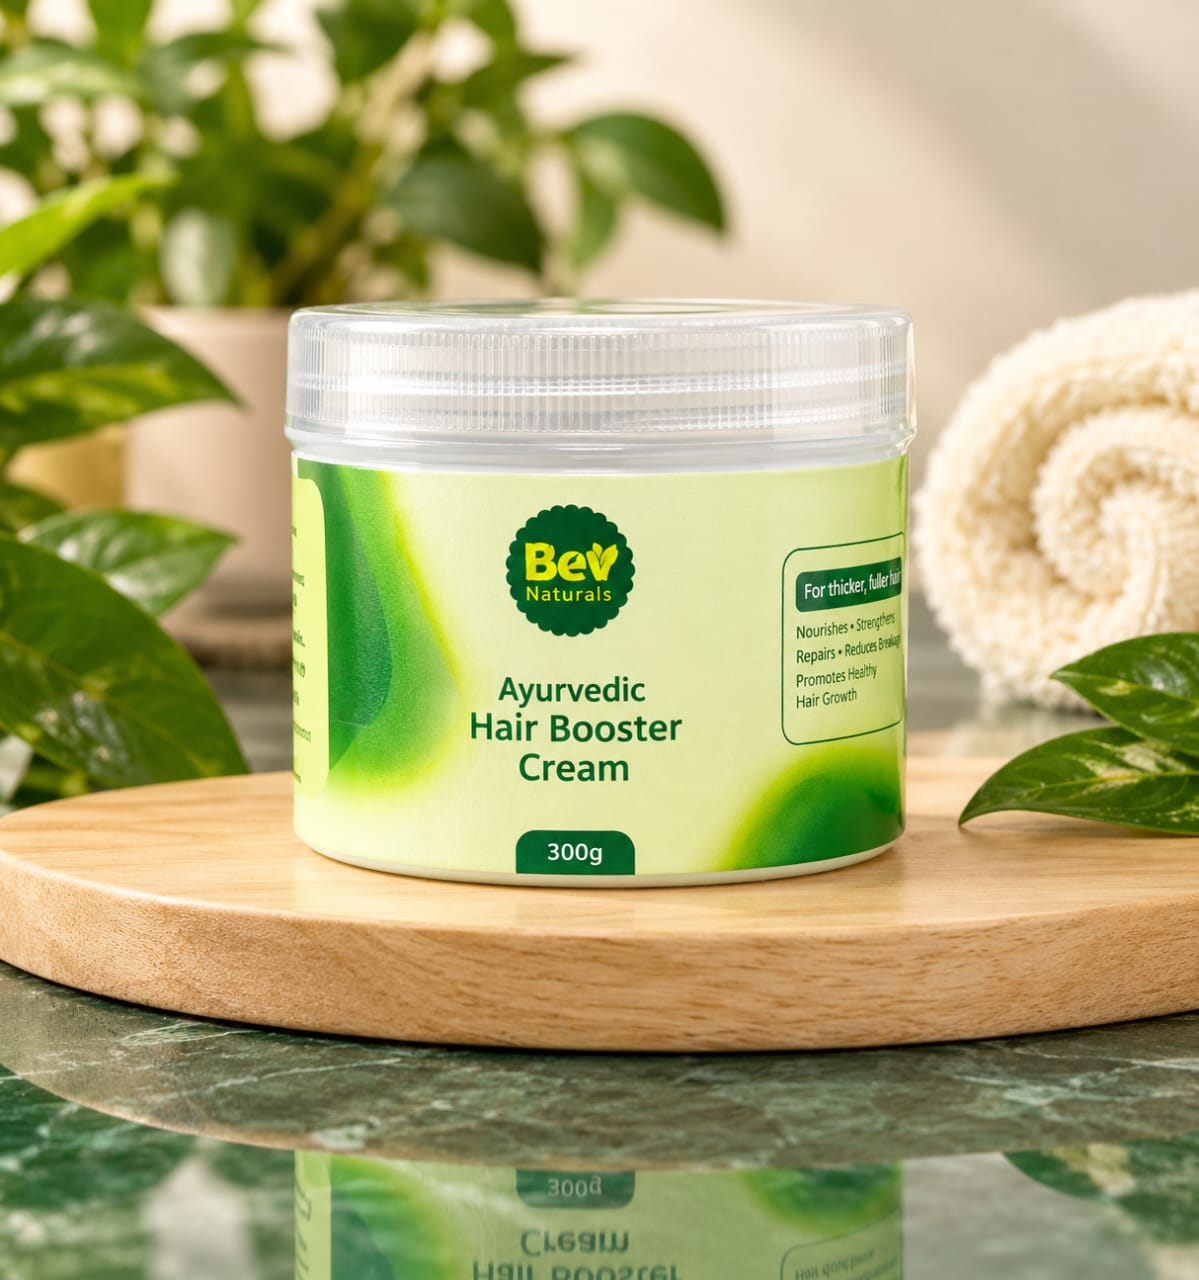 Bev
Naturals
Ayurvedic
Hair Booster
Cream
300g
For thicker, fuller hair
Nourishes • Strengthens
Repairs • Reduces Breakage
Promotes Healthy
Hair Growth